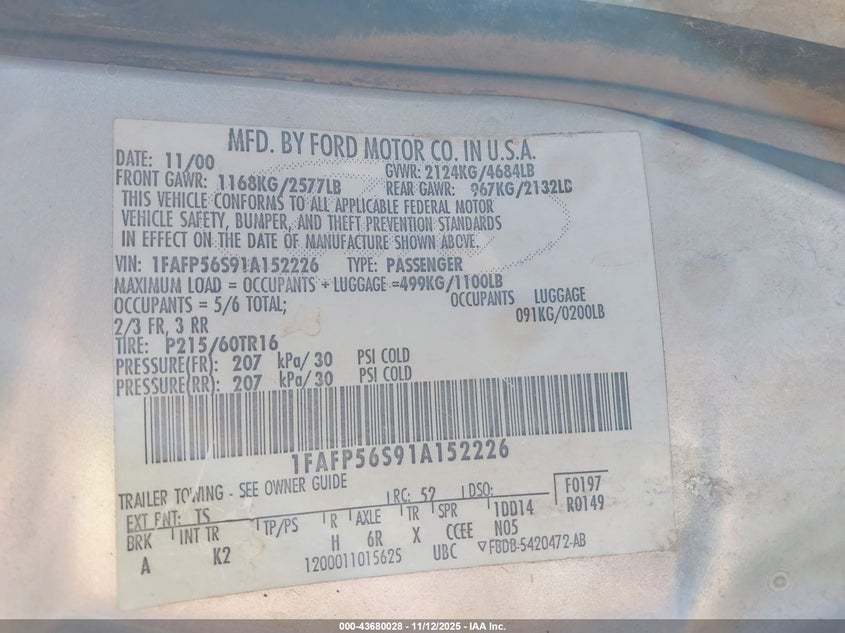 MFD. BY FORD MOTOR CO. IN U.S.A.
DATE: 11/00 GVWR: 2124KG/4684LB
FRONT GAWR: 1168KG/2577LB REAR GAWR: 967KG/2132LB
THIS VEHICLE CONFORMS TO ALL APPLICABLE FEDERAL MOTOR
VEHICLE SAFETY, BUMPER, AND THEFT PREVENTION STANDARDS
IN EFFECT ON THE DATE OF MANUFACTURE SHOWN ABOVE.
VIN: 1FAFP56S91A152226 TYPE: PASSENGER
MAXIMUM LOAD = OCCUPANTS + LUGGAGE =499KG/1100LB
OCCUPANTS = 5/6 TOTAL; OCCUPANTS LUGGAGE
2/3 FR, 3 RR 091KG/0200LB
TIRE: P215/60TR16
PRESSURE(FR): 207 kPa/ 30 PSI COLD
PRESSURE(RR): 207 kPa/ 30 PSI COLD
1FAFP56S91A152226
TRAILER TOWING - SEE OWNER GUIDE
EXT PNT: TS RC: 52 DSO: F0197
BRK INT TR TP/PS R AXLE TR SPR 1DD14 R0149
A K2 H 6R X CCEE N05
1200011015625 UBC ▽F8DB-5420472-AB
000-43680028 - 11/12/2025 - IAA Inc.